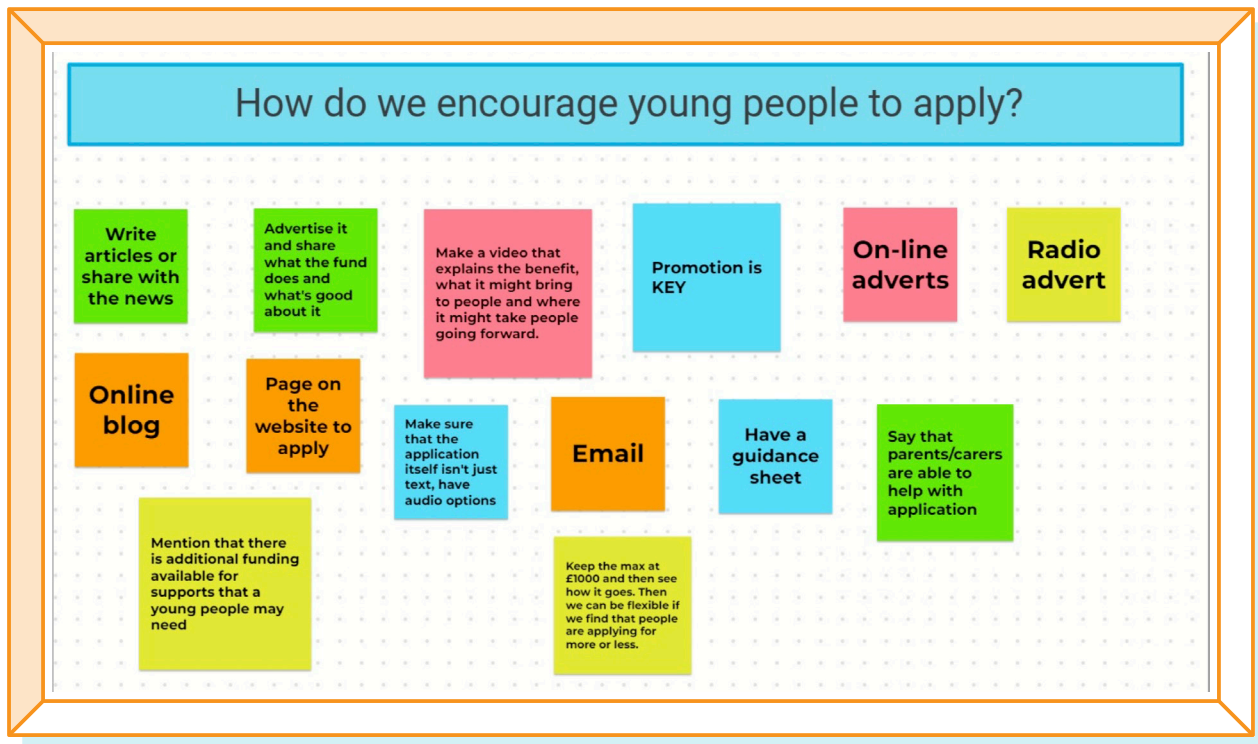 How do we encourage young people to apply?
Write
articles or
share with
the news
Advertise it
and share
what the fund
does and
what's good
about it
Make a video that
explains the benefit,
what it might bring
to people and where
it might take people
going forward.
Promotion is
KEY
On-line
adverts
Radio
advert
Online
blog
Page on
the
website to
apply
Make sure
that the
application
itself isn't just
text, have
audio options
Email
Have a
guidance
sheet
Say that
parents/carers
are able to
help with
application
Mention that there
is additional funding
available for
supports that a
young people may
need
Keep the max at
£1000 and then see
how it goes. Then
we can be flexible if
we find that people
are applying for
more or less.